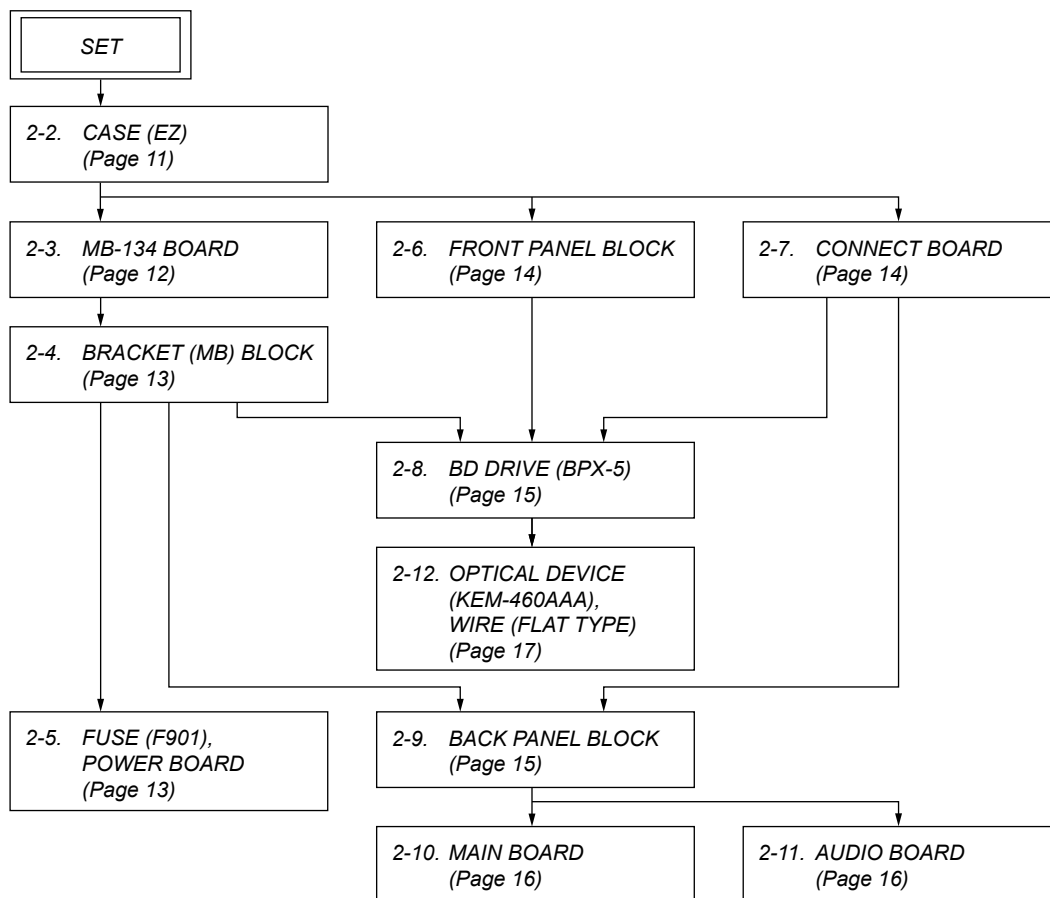 SET
2-2. CASE (EZ)
(Page 11)
2-3. MB-134 BOARD
(Page 12)
2-6. FRONT PANEL BLOCK
(Page 14)
2-7. CONNECT BOARD
(Page 14)
2-4. BRACKET (MB) BLOCK
(Page 13)
2-8. BD DRIVE (BPX-5)
(Page 15)
2-12. OPTICAL DEVICE
(KEM-460AAA),
WIRE (FLAT TYPE)
(Page 17)
2-5. FUSE (F901),
POWER BOARD
(Page 13)
2-9. BACK PANEL BLOCK
(Page 15)
2-10. MAIN BOARD
(Page 16)
2-11. AUDIO BOARD
(Page 16)